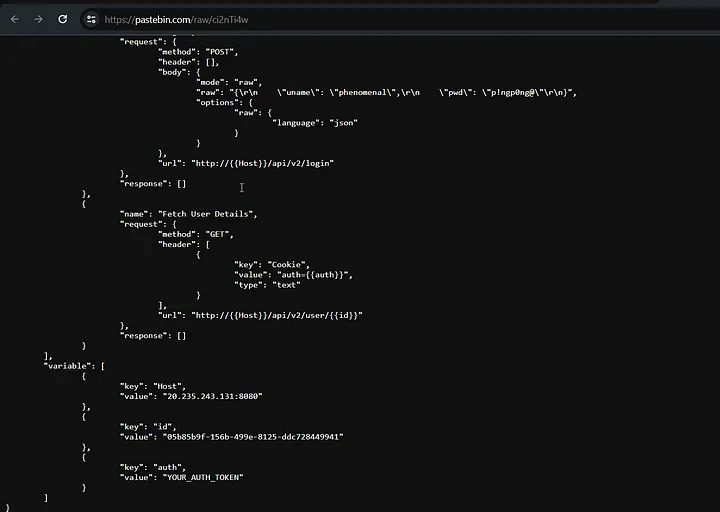 https://pastebin.com/raw/ci2nTi4w
"request": {
"method": "POST",
"header": [],
"body": {
"mode": "raw",
"raw": "{\r\n    \"uname\": \"phenomenal\",\r\n    \"pwd\": \"p!ngp0ng@\"\r\n}",
"options": {
"raw": {
"language": "json"
}
}
},
"url": "http://{{Host}}/api/v2/login"
},
"response": []
},
{
"name": "Fetch User Details",
"request": {
"method": "GET",
"header": [
{
"key": "Cookie",
"value": "auth={{auth}}",
"type": "text"
}
],
"url": "http://{{Host}}/api/v2/user/{{id}}"
},
"response": []
}
],
"variable": [
{
"key": "Host",
"value": "20.235.243.131:8080"
},
{
"key": "id",
"value": "05b85b9f-156b-499e-8125-ddc728449941"
},
{
"key": "auth",
"value": "YOUR_AUTH_TOKEN"
}
]
}